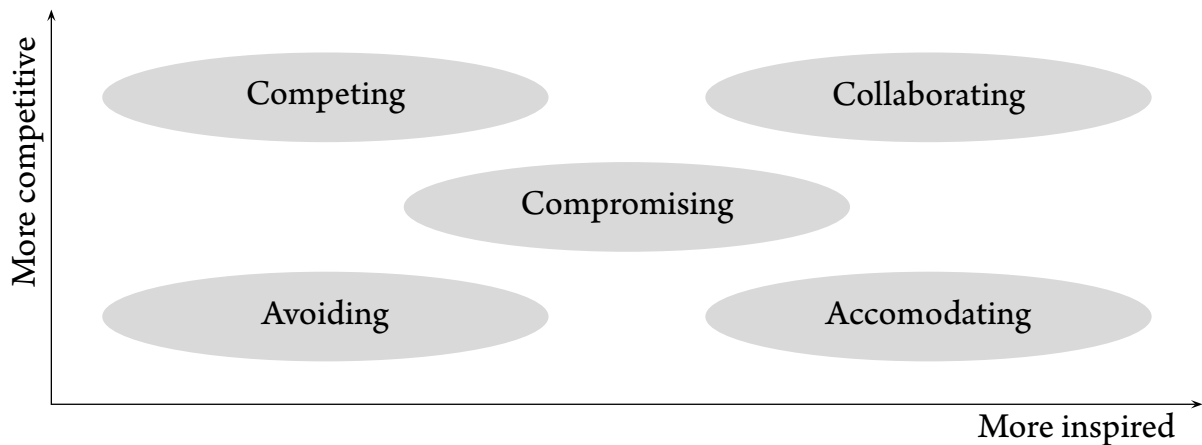 More competitive
Competing
Collaborating
Compromising
Avoiding
Accomodating
More inspired